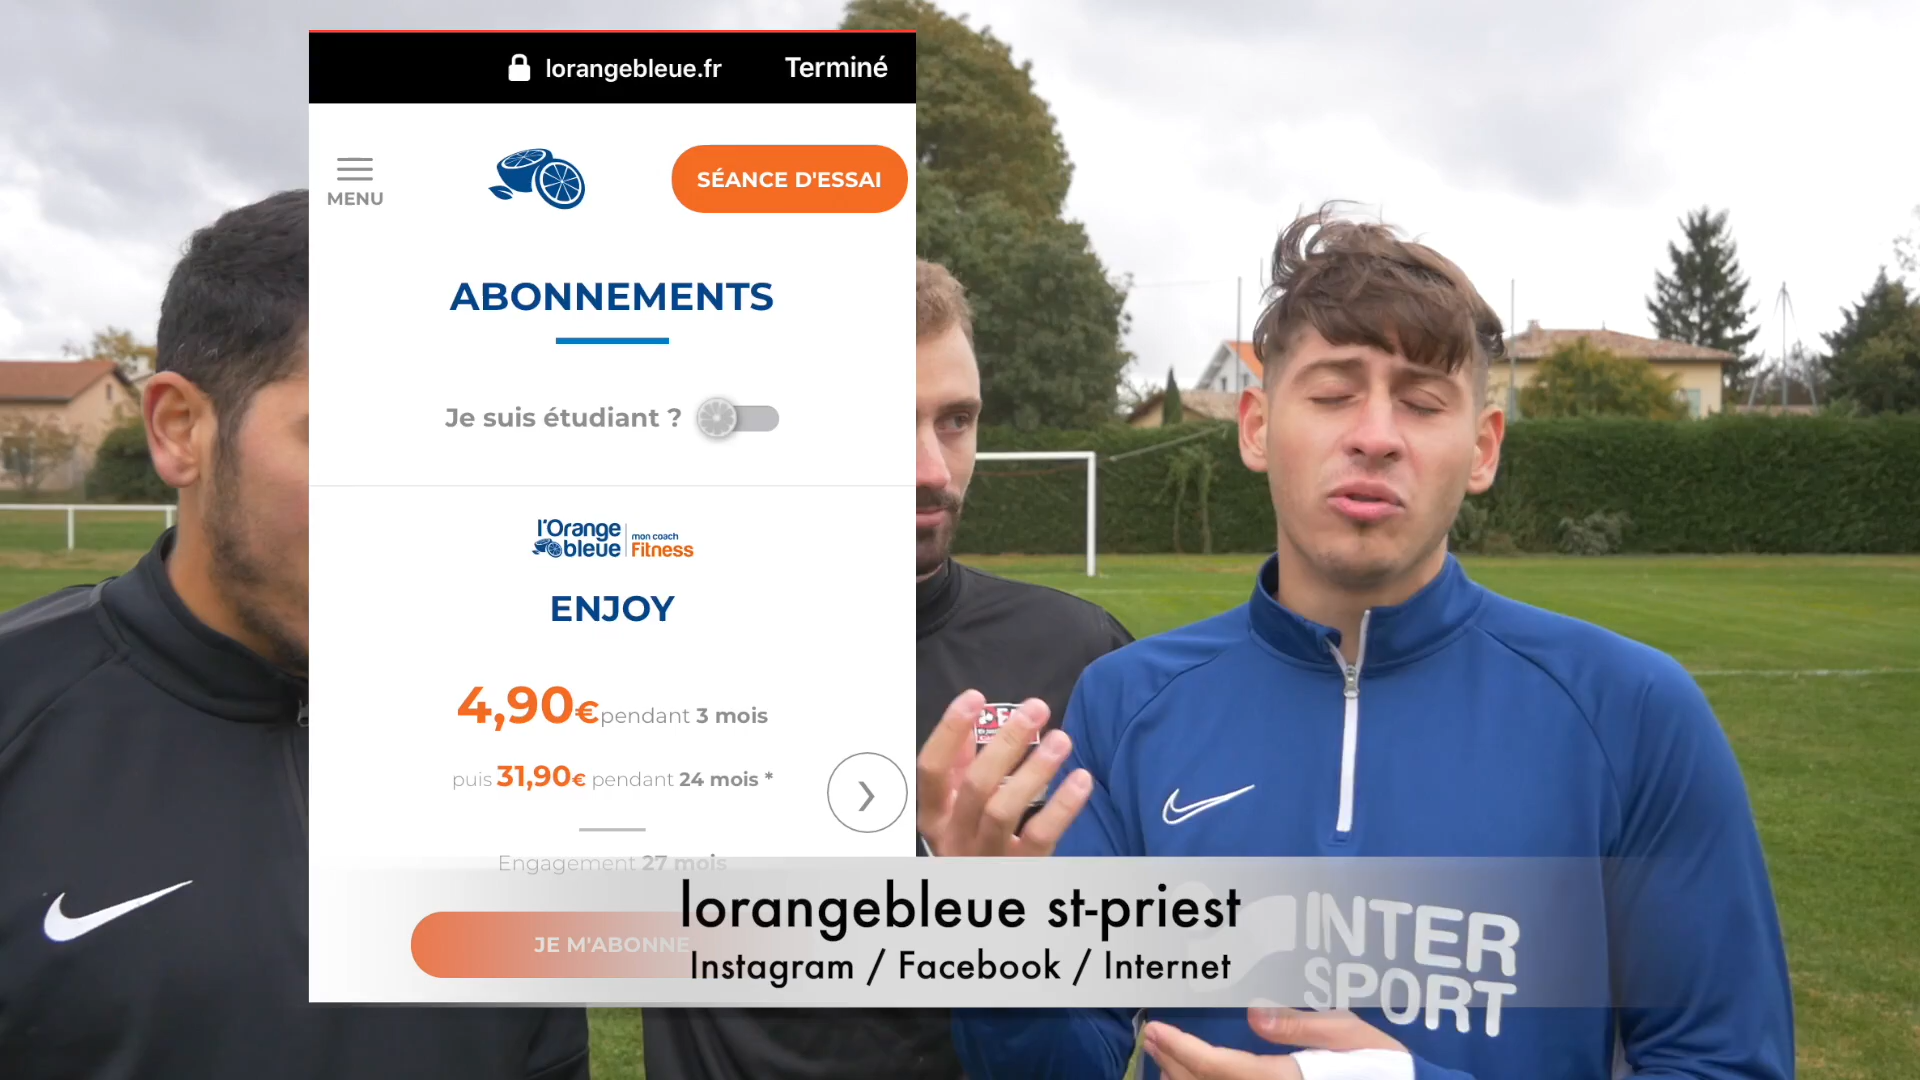 lorangebleue.fr
Terminé
MENU
SÉANCE D'ESSAI
ABONNEMENTS
Je suis étudiant ?
l'Orange
bleue
mon coach
Fitness
ENJOY
4,90€ pendant 3 mois
puis 31,90€ pendant 24 mois *
Engagement 27 mois
JE M'ABONNE
lorangebleue st-priest
Instagram / Facebook / Internet
INTER
SPORT